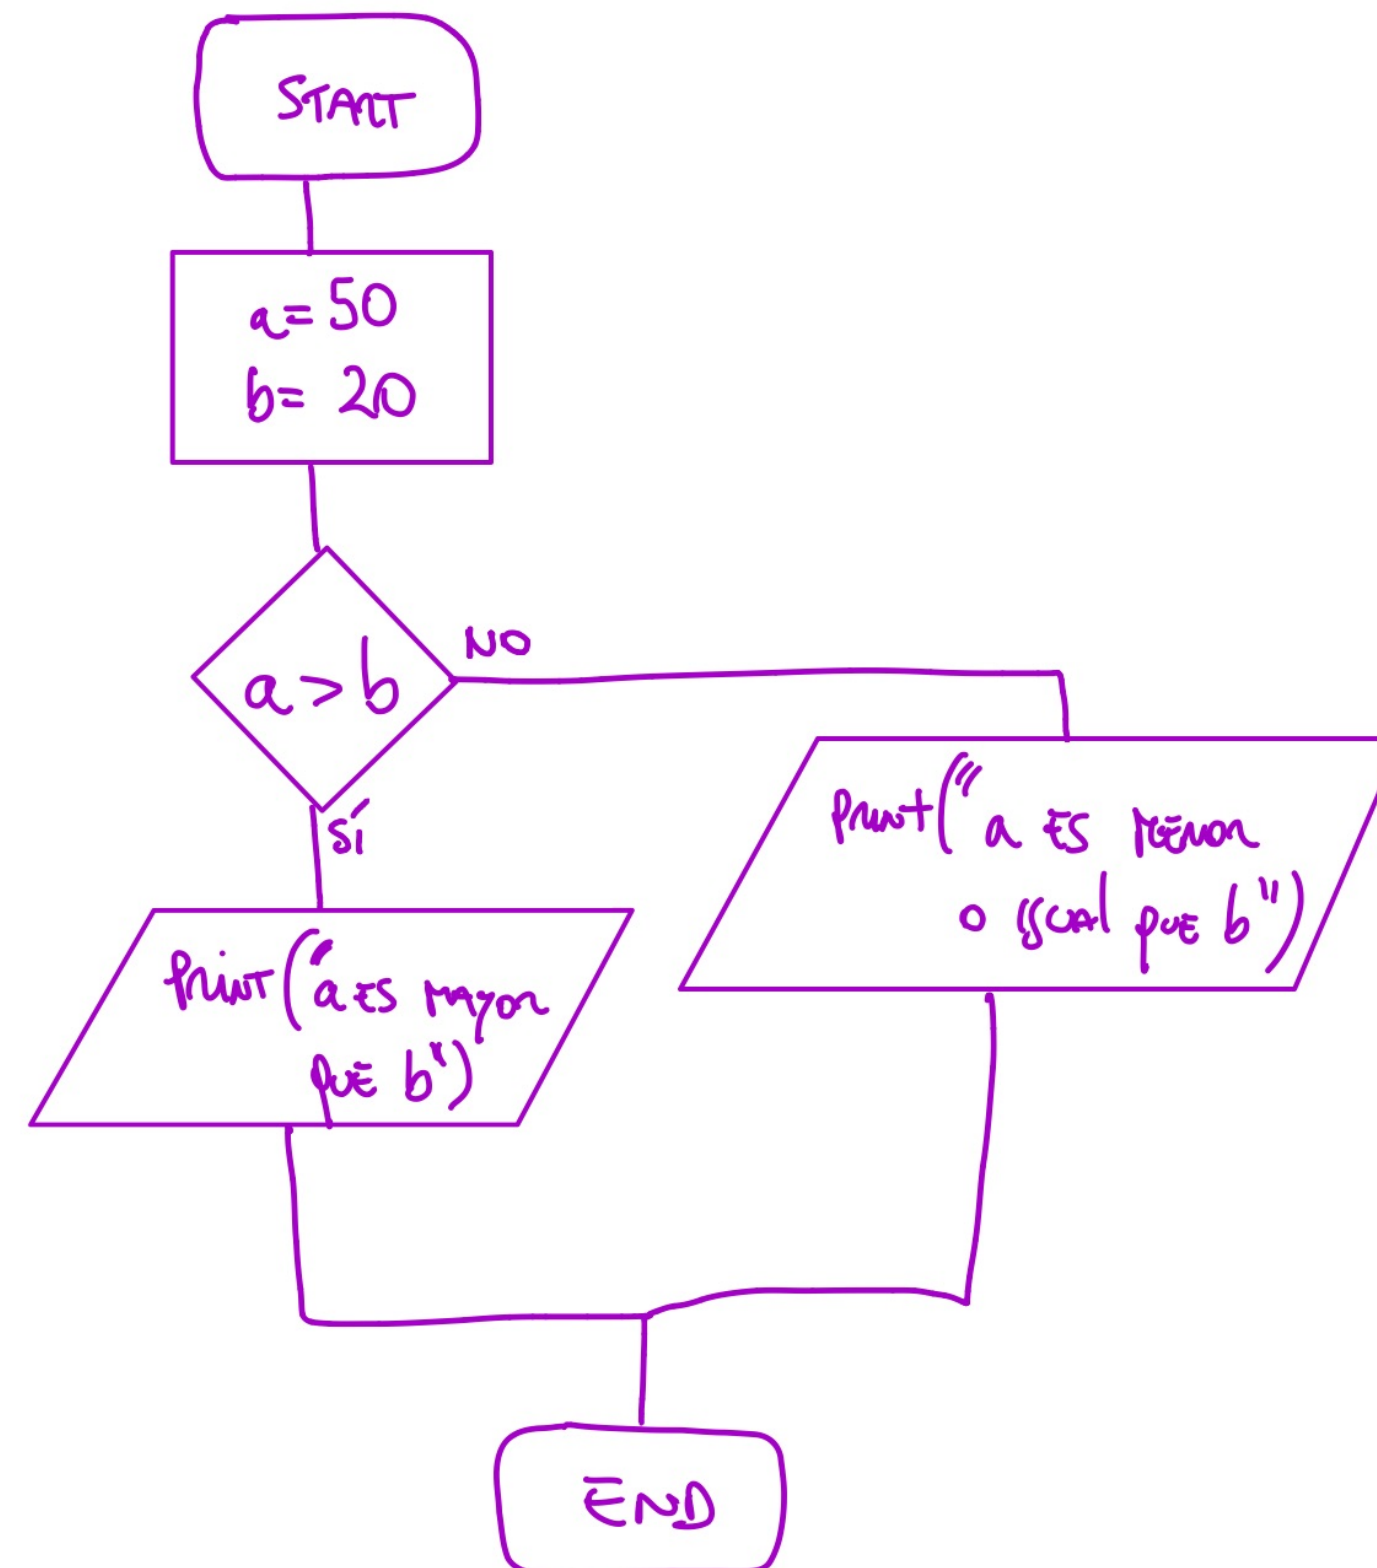 START
a=50
b= 20
a>b
NO
SÍ
Print("a ES MENOR
o igual que b")
Print("a ES MAYOR
que b")
END